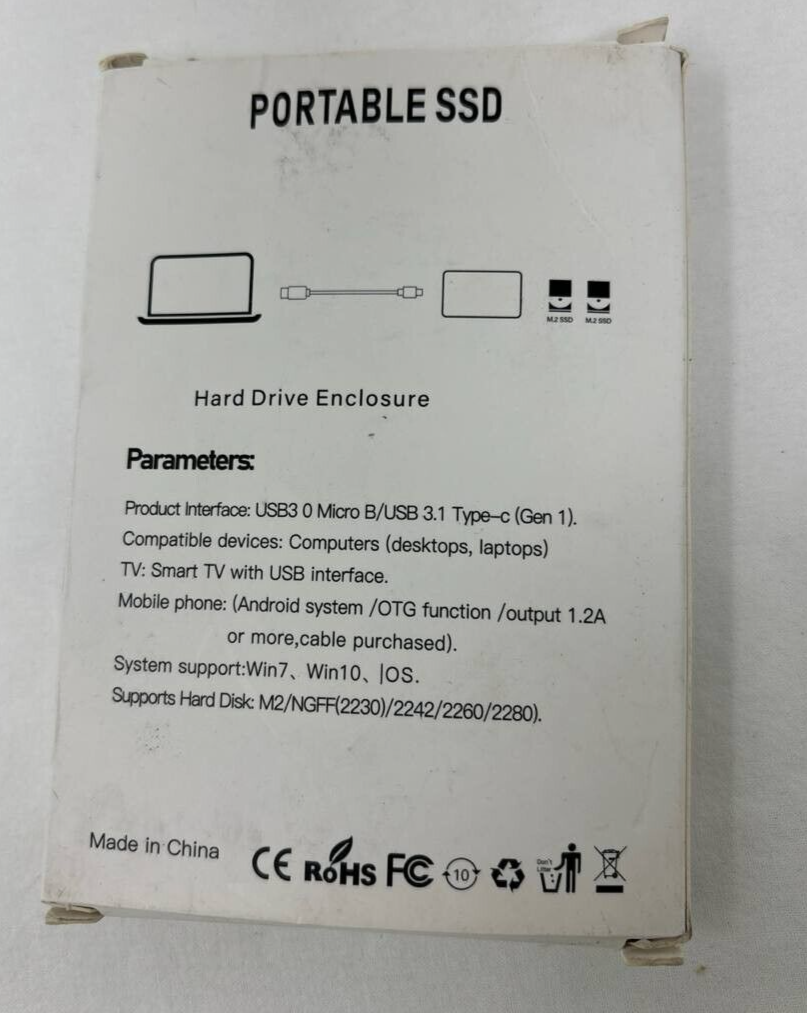 PORTABLE SSD
M.2 SSD M.2 SSD
Hard Drive Enclosure
Parameters:
Product Interface: USB3 0 Micro B/USB 3.1 Type-c (Gen 1).
Compatible devices: Computers (desktops, laptops)
TV: Smart TV with USB interface.
Mobile phone: (Android system /OTG function /output 1.2A
or more,cable purchased).
System support:Win7、Win10、|OS.
Supports Hard Disk: M2/NGFF(2230)/2242/2260/2280).
Made in China
CE RoHS FC 10 Don't Litter